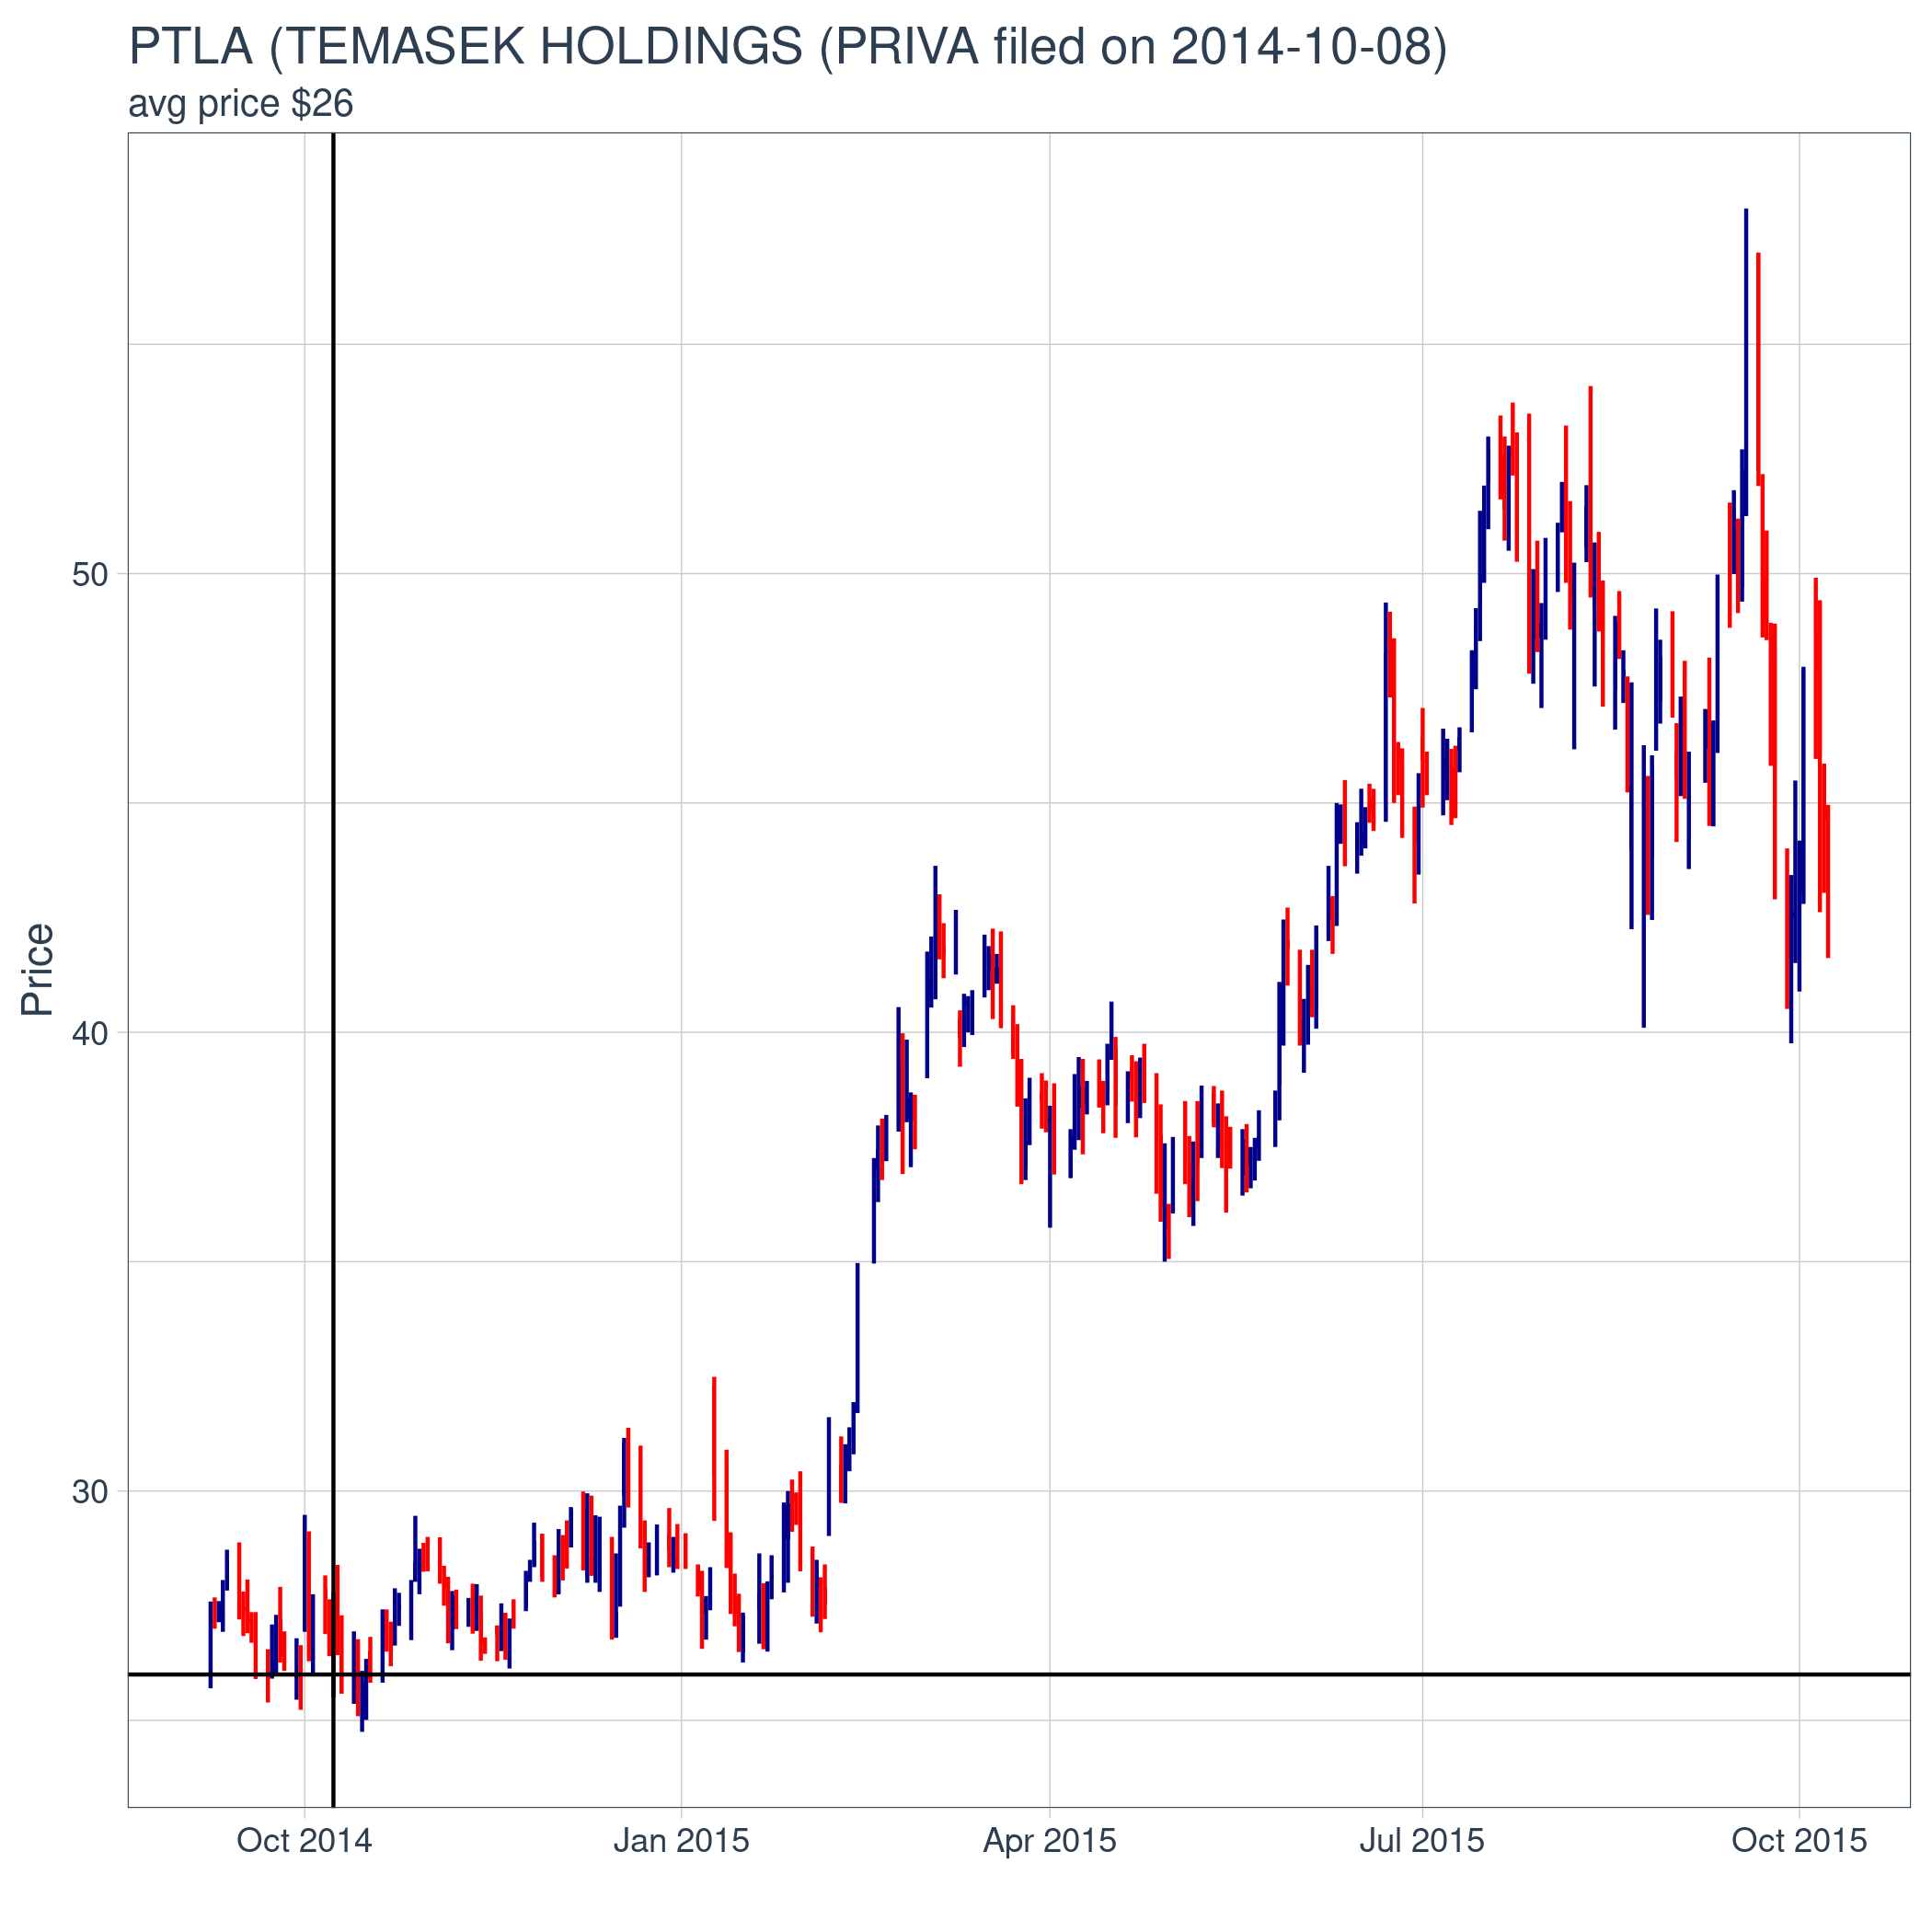 PTLA (TEMASEK HOLDINGS (PRIVA filed on 2014-10-08)
avg price $26
Price
50
40
30
Oct 2014
Jan 2015
Apr 2015
Jul 2015
Oct 2015